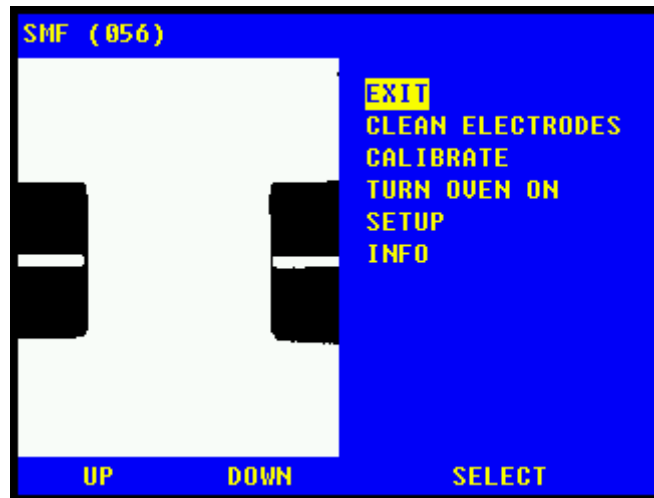 SMF (056)
EXIT
CLEAN ELECTRODES
CALIBRATE
TURN OVEN ON
SETUP
INFO
UP DOWN SELECT